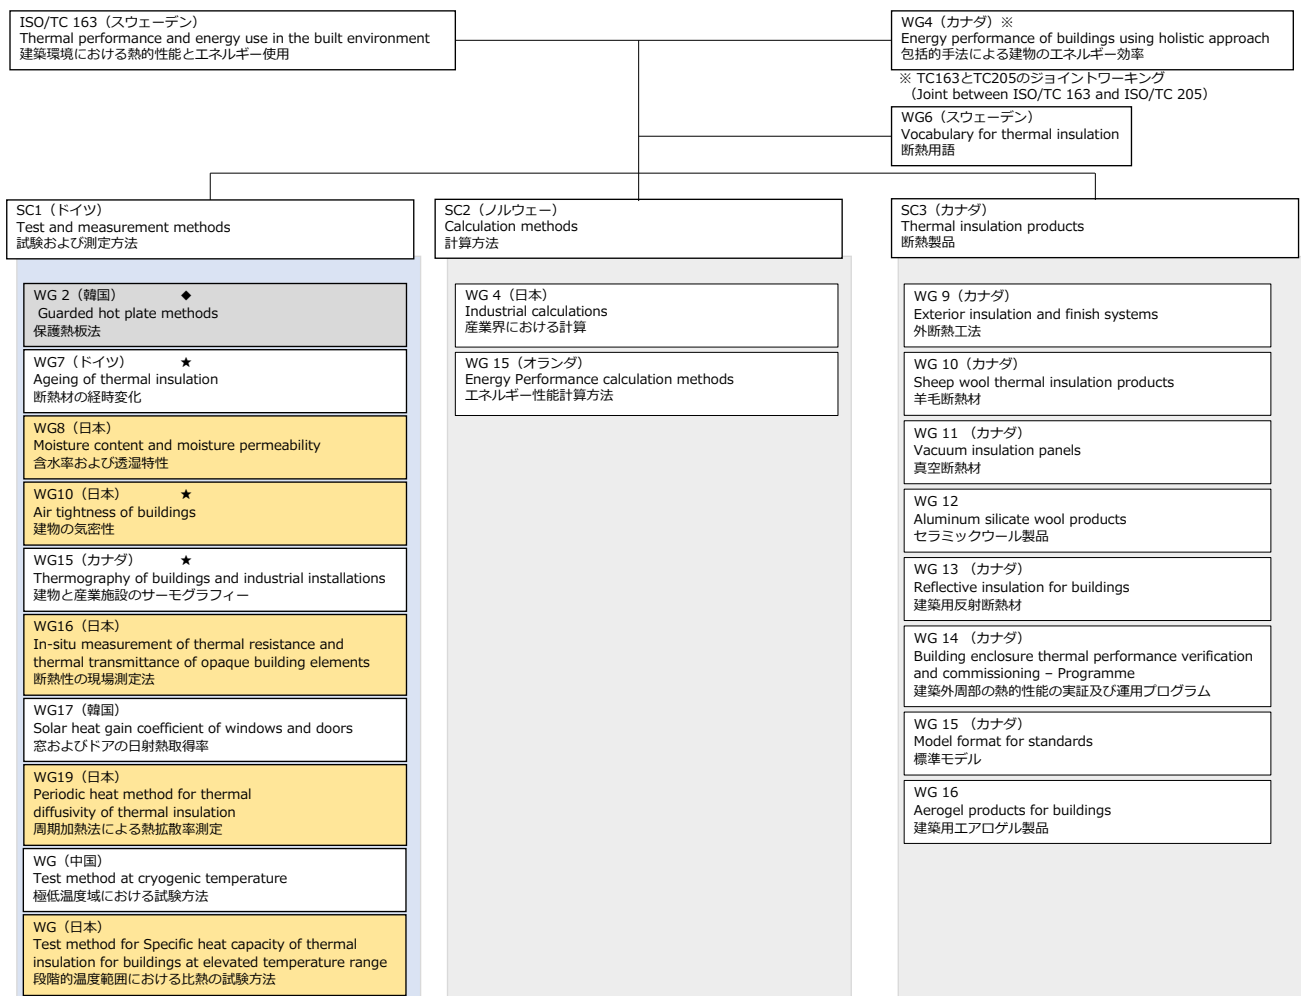 ISO/TC 163（スウェーデン）
Thermal performance and energy use in the built environment
建築環境における熱的性能とエネルギー使用
WG4（カナダ）※
Energy performance of buildings using holistic approach
包括的手法による建物のエネルギー効率
※ TC163とTC205のジョイントワーキング
（Joint between ISO/TC 163 and ISO/TC 205）
WG6（スウェーデン）
Vocabulary for thermal insulation
断熱用語
SC1（ドイツ）
Test and measurement methods
試験および測定方法
WG 2（韓国） ◆
Guarded hot plate methods
保護熱板法
WG7（ドイツ） ★
Ageing of thermal insulation
断熱材の経時変化
WG8（日本）
Moisture content and moisture permeability
含水率および透湿特性
WG10（日本） ★
Air tightness of buildings
建物の気密性
WG15（カナダ） ★
Thermography of buildings and industrial installations
建物と産業施設のサーモグラフィー
WG16（日本）
In-situ measurement of thermal resistance and
thermal transmittance of opaque building elements
断熱性の現場測定法
WG17（韓国）
Solar heat gain coefficient of windows and doors
窓およびドアの日射熱取得率
WG19（日本）
Periodic heat method for thermal
diffusivity of thermal insulation
周期加熱法による熱拡散率測定
WG（中国）
Test method at cryogenic temperature
極低温度域における試験方法
WG（日本）
Test method for Specific heat capacity of thermal
insulation for buildings at elevated temperature range
段階的温度範囲における比熱の試験方法
SC2（ノルウェー）
Calculation methods
計算方法
WG 4（日本）
Industrial calculations
産業界における計算
WG 15（オランダ）
Energy Performance calculation methods
エネルギー性能計算方法
SC3（カナダ）
Thermal insulation products
断熱製品
WG 9（カナダ）
Exterior insulation and finish systems
外断熱工法
WG 10（カナダ）
Sheep wool thermal insulation products
羊毛断熱材
WG 11 （カナダ）
Vacuum insulation panels
真空断熱材
WG 12
Aluminum silicate wool products
セラミックウール製品
WG 13 （カナダ）
Reflective insulation for buildings
建築用反射断熱材
WG 14 （カナダ）
Building enclosure thermal performance verification
and commissioning – Programme
建築外周部の熱的性能の実証及び運用プログラム
WG 15 （カナダ）
Model format for standards
標準モデル
WG 16
Aerogel products for buildings
建築用エアロゲル製品